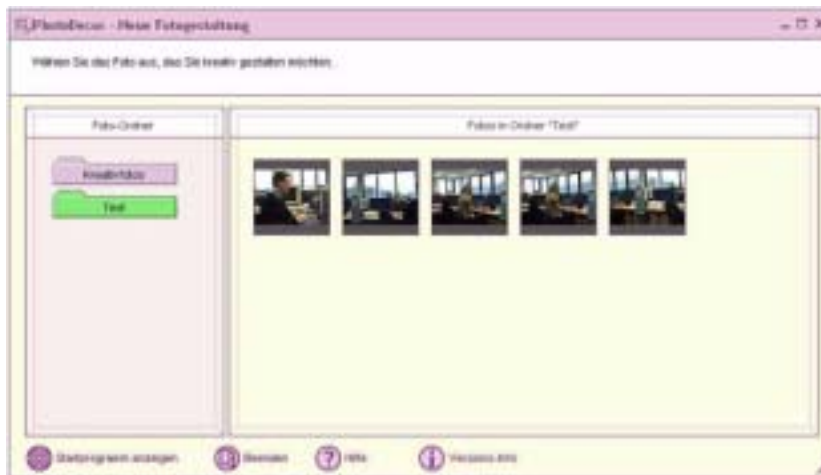 PhotoDecor - Neue Fotogestaltung
Wählen Sie das Foto aus, das Sie kreativ gestalten möchten.
Foto-Ordner
Fotos in Ordner "Test"
Kreativfotos
Test
Startprogramm anzeigen
Beenden
Hilfe
Versions-Info